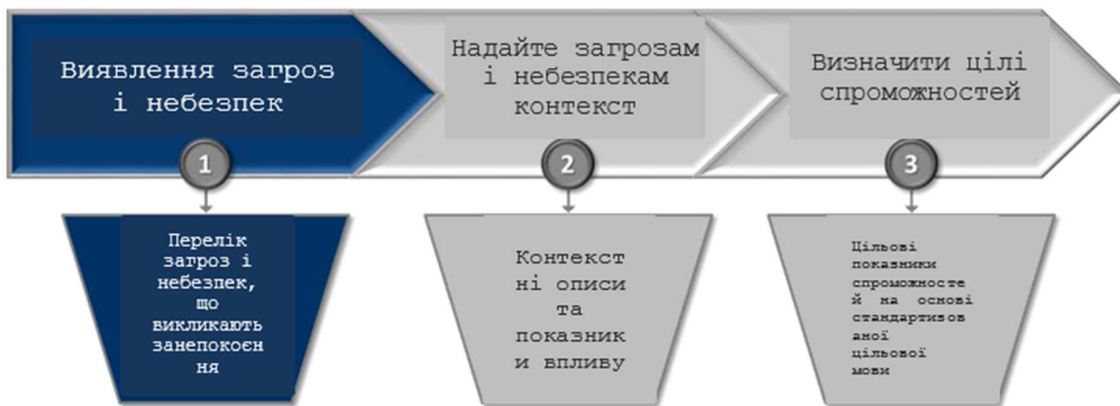 Виявлення загроз
і небезпек
Надайте загрозам
і небезпекам
контекст
Визначити цілі
спроможностей
1
2
3
Перелік
загроз і
небезпек,
що
викликають
занепокоєн
ня
Контекст
ні описи
та
показник
и впливу
Цільові
показники
спроможносте
й на основі
стандартизов
аної
цільової
мови